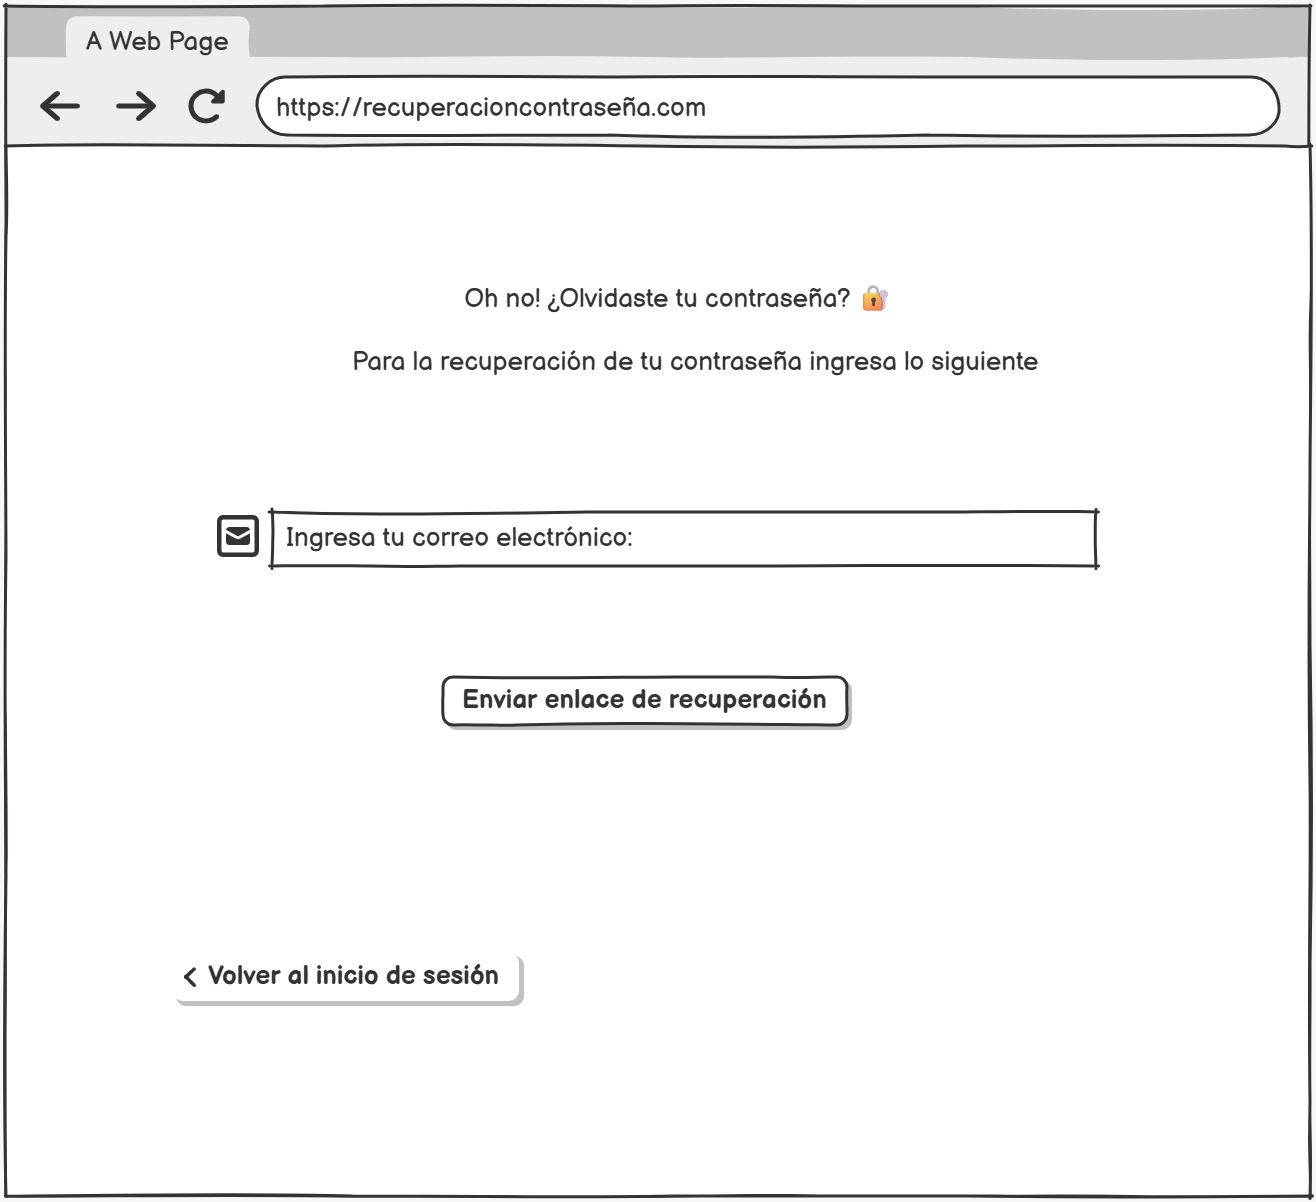 A Web Page
https://recuperacioncontraseña.com
Oh no! ¿Olvidaste tu contraseña? 🔐
Para la recuperación de tu contraseña ingresa lo siguiente
Ingresa tu correo electrónico:
Enviar enlace de recuperación
Volver al inicio de sesión